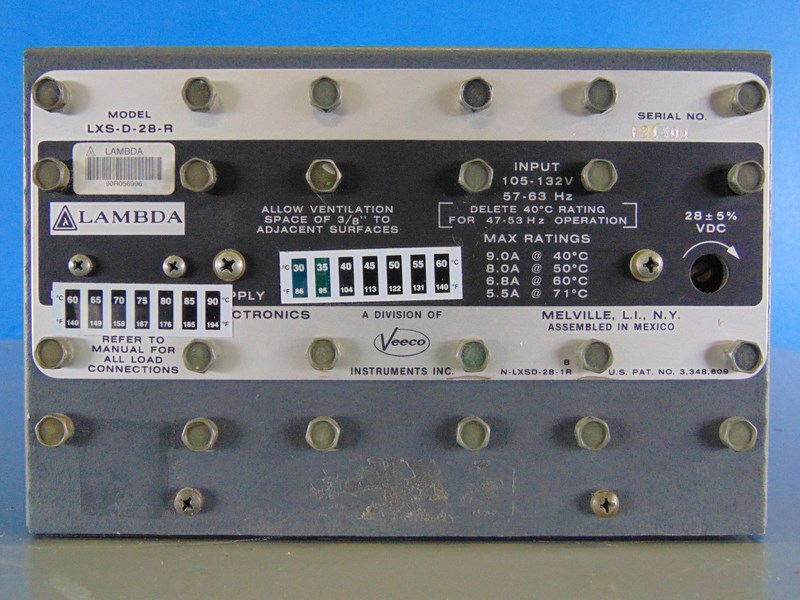 MODEL
LXS-D-28-R
SERIAL NO.
LAMBDA
90R056996
LAMBDA
ALLOW VENTILATION
SPACE OF 3/8" TO
ADJACENT SURFACES
INPUT
105-132V
57-63 Hz
[DELETE 40°C RATING
FOR 47-53 Hz OPERATION]
MAX RATINGS
9.0A @ 40°C
8.0A @ 50°C
6.8A @ 60°C
5.5A @ 71°C
28 ± 5%
VDC
°C 30 35 40 45 50 55 60 °C
°F 86 95 104 113 122 131 140 °F
°C 60 65 70 75 80 85 90 °C
°F 140 149 158 167 176 185 194 °F
REFER TO
MANUAL FOR
ALL LOAD
CONNECTIONS
A DIVISION OF
Veeco
INSTRUMENTS INC.
MELVILLE, L.I., N.Y.
ASSEMBLED IN MEXICO
B
N-LXSD-28-1R
U.S. PAT. NO. 3,348,609